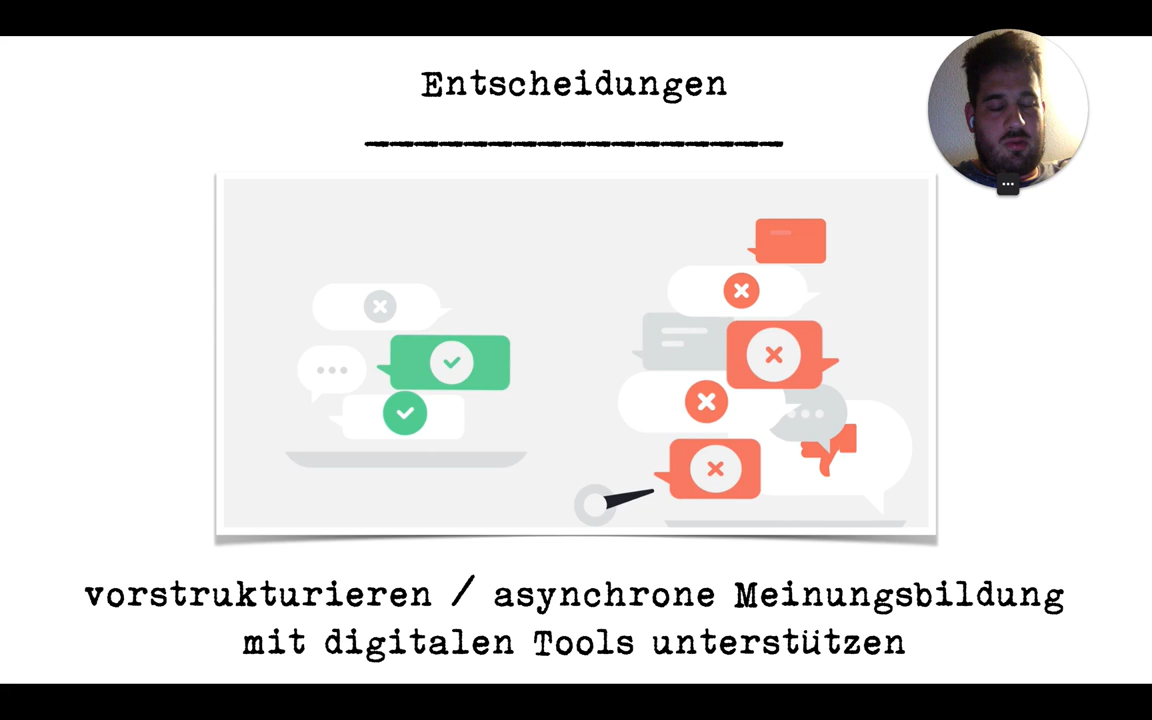 Entscheidungen
vorstrukturieren / asynchrone Meinungsbildung
mit digitalen Tools unterstützen